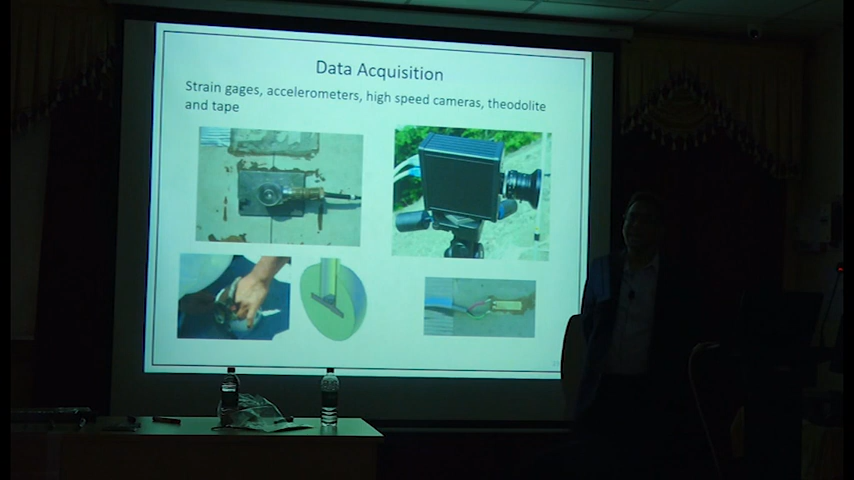 Data Acquisition
Strain gages, accelerometers, high speed cameras, theodolite
and tape